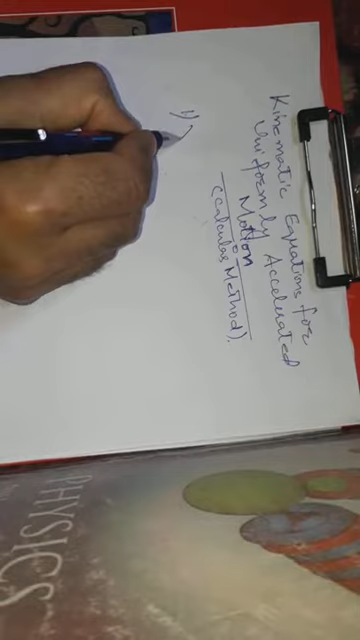 Kinematic Equations for
Uniformly Accelerated
Motion
(Calculus Method).
1)
PHYSICS